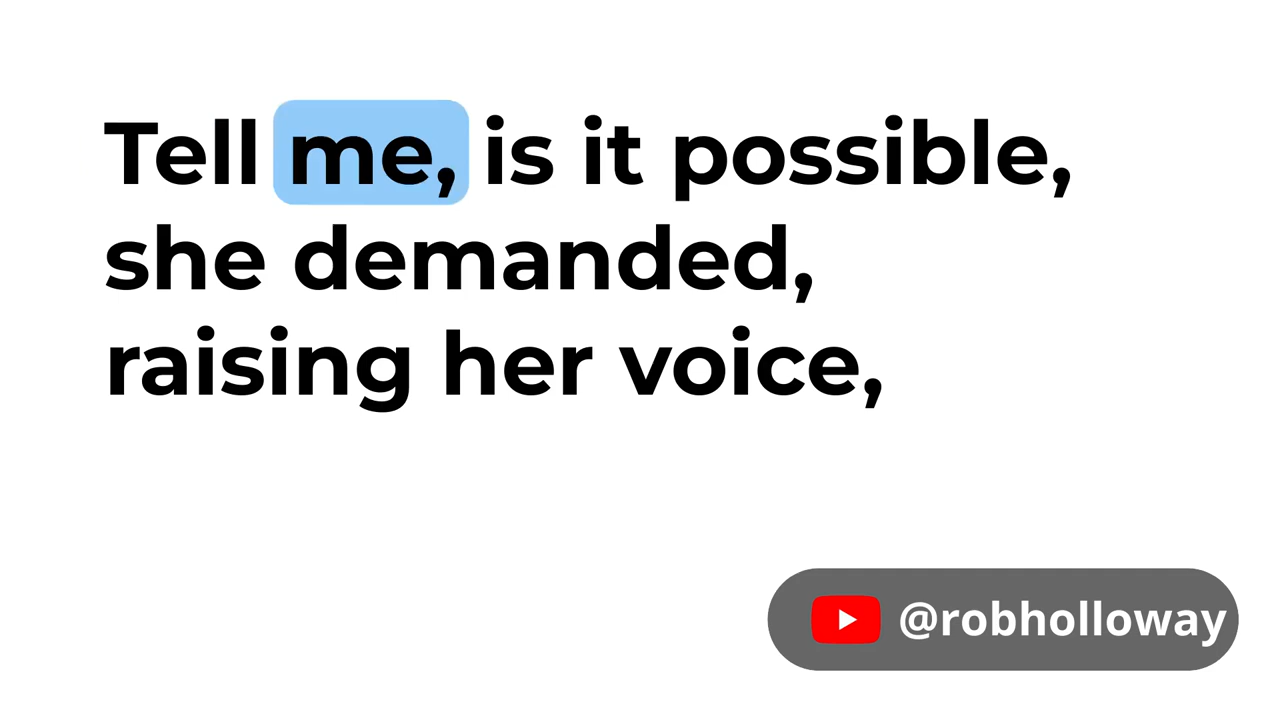 Tell me, is it possible,
she demanded,
raising her voice,
@robholloway